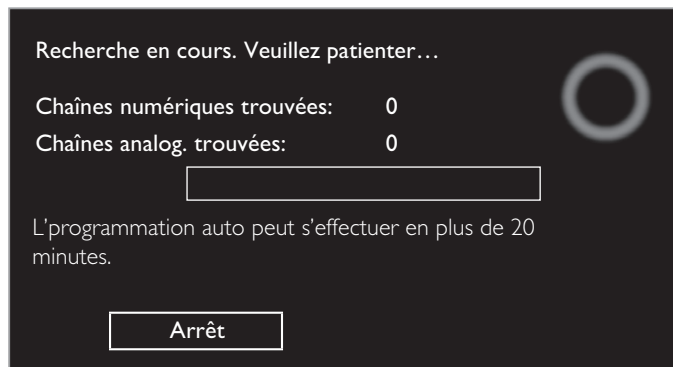 Recherche en cours. Veuillez patienter…
Chaînes numériques trouvées: 0
Chaînes analog. trouvées: 0
L’programmation auto peut s’effectuer en plus de 20
minutes.
Arrêt